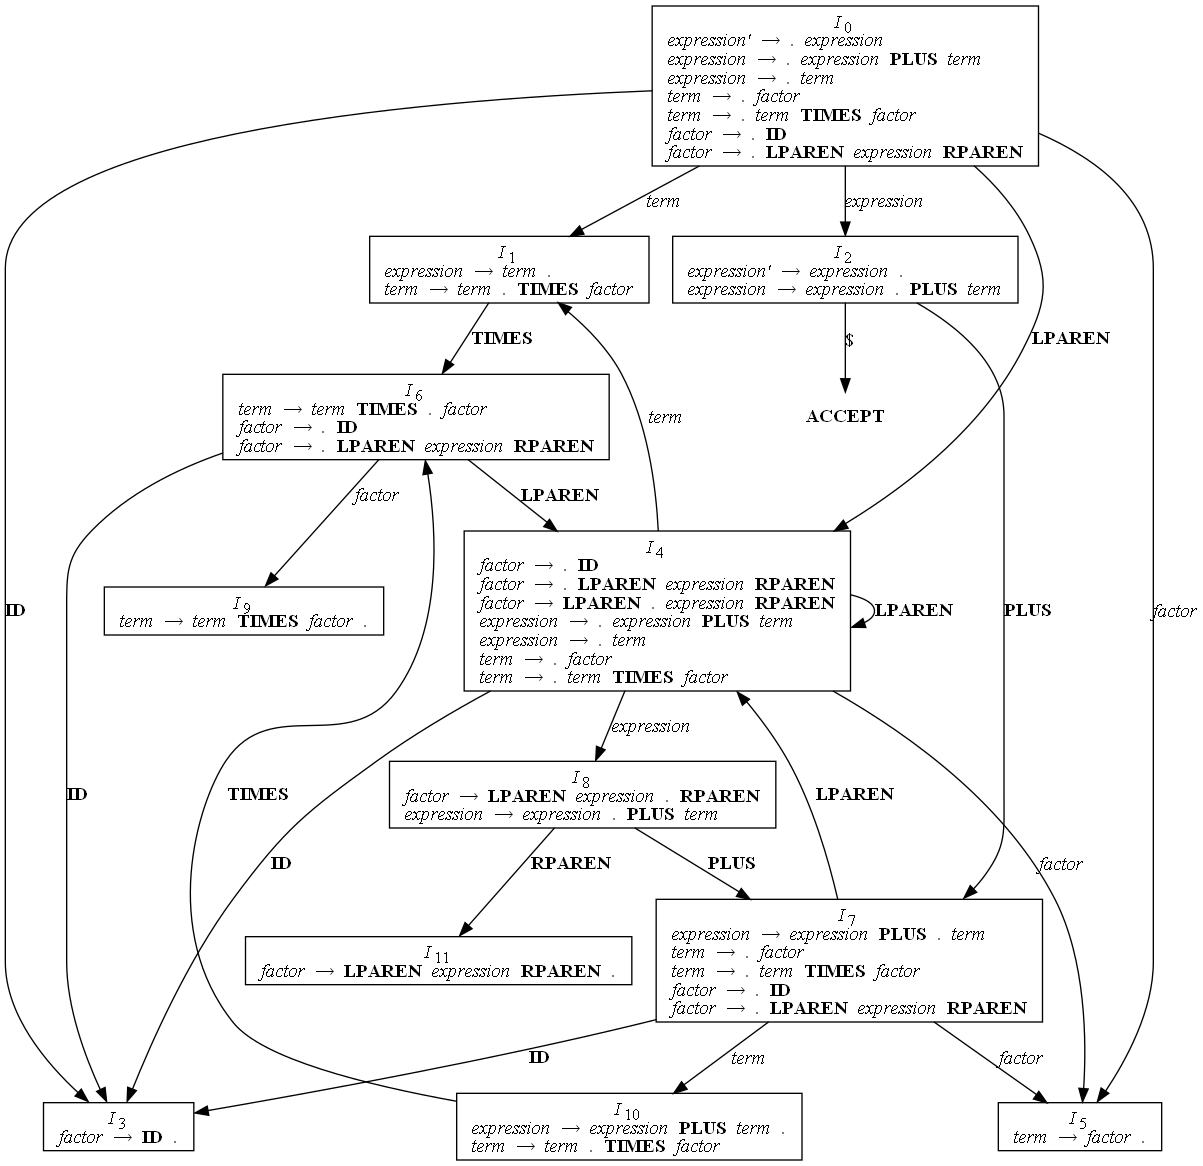 I0
expression' → . expression
expression → . expression PLUS term
expression → . term
term → . factor
term → . term TIMES factor
factor → . ID
factor → . LPAREN expression RPAREN
term
expression
I1
expression → term .
term → term . TIMES factor
I2
expression' → expression .
expression → expression . PLUS term
TIMES
$
LPAREN
I6
term → term TIMES . factor
factor → . ID
factor → . LPAREN expression RPAREN
term
ACCEPT
factor
LPAREN
I4
factor → . ID
factor → . LPAREN expression RPAREN
factor → LPAREN . expression RPAREN
expression → . expression PLUS term
expression → . term
term → . factor
term → . term TIMES factor
I9
term → term TIMES factor .
ID
LPAREN
PLUS
factor
expression
I8
factor → LPAREN expression . RPAREN
expression → expression . PLUS term
ID
TIMES
LPAREN
ID
RPAREN
PLUS
factor
I7
expression → expression PLUS . term
term → . factor
term → . term TIMES factor
factor → . ID
factor → . LPAREN expression RPAREN
I11
factor → LPAREN expression RPAREN .
ID
term
factor
I3
factor → ID .
I10
expression → expression PLUS term .
term → term . TIMES factor
I5
term → factor .